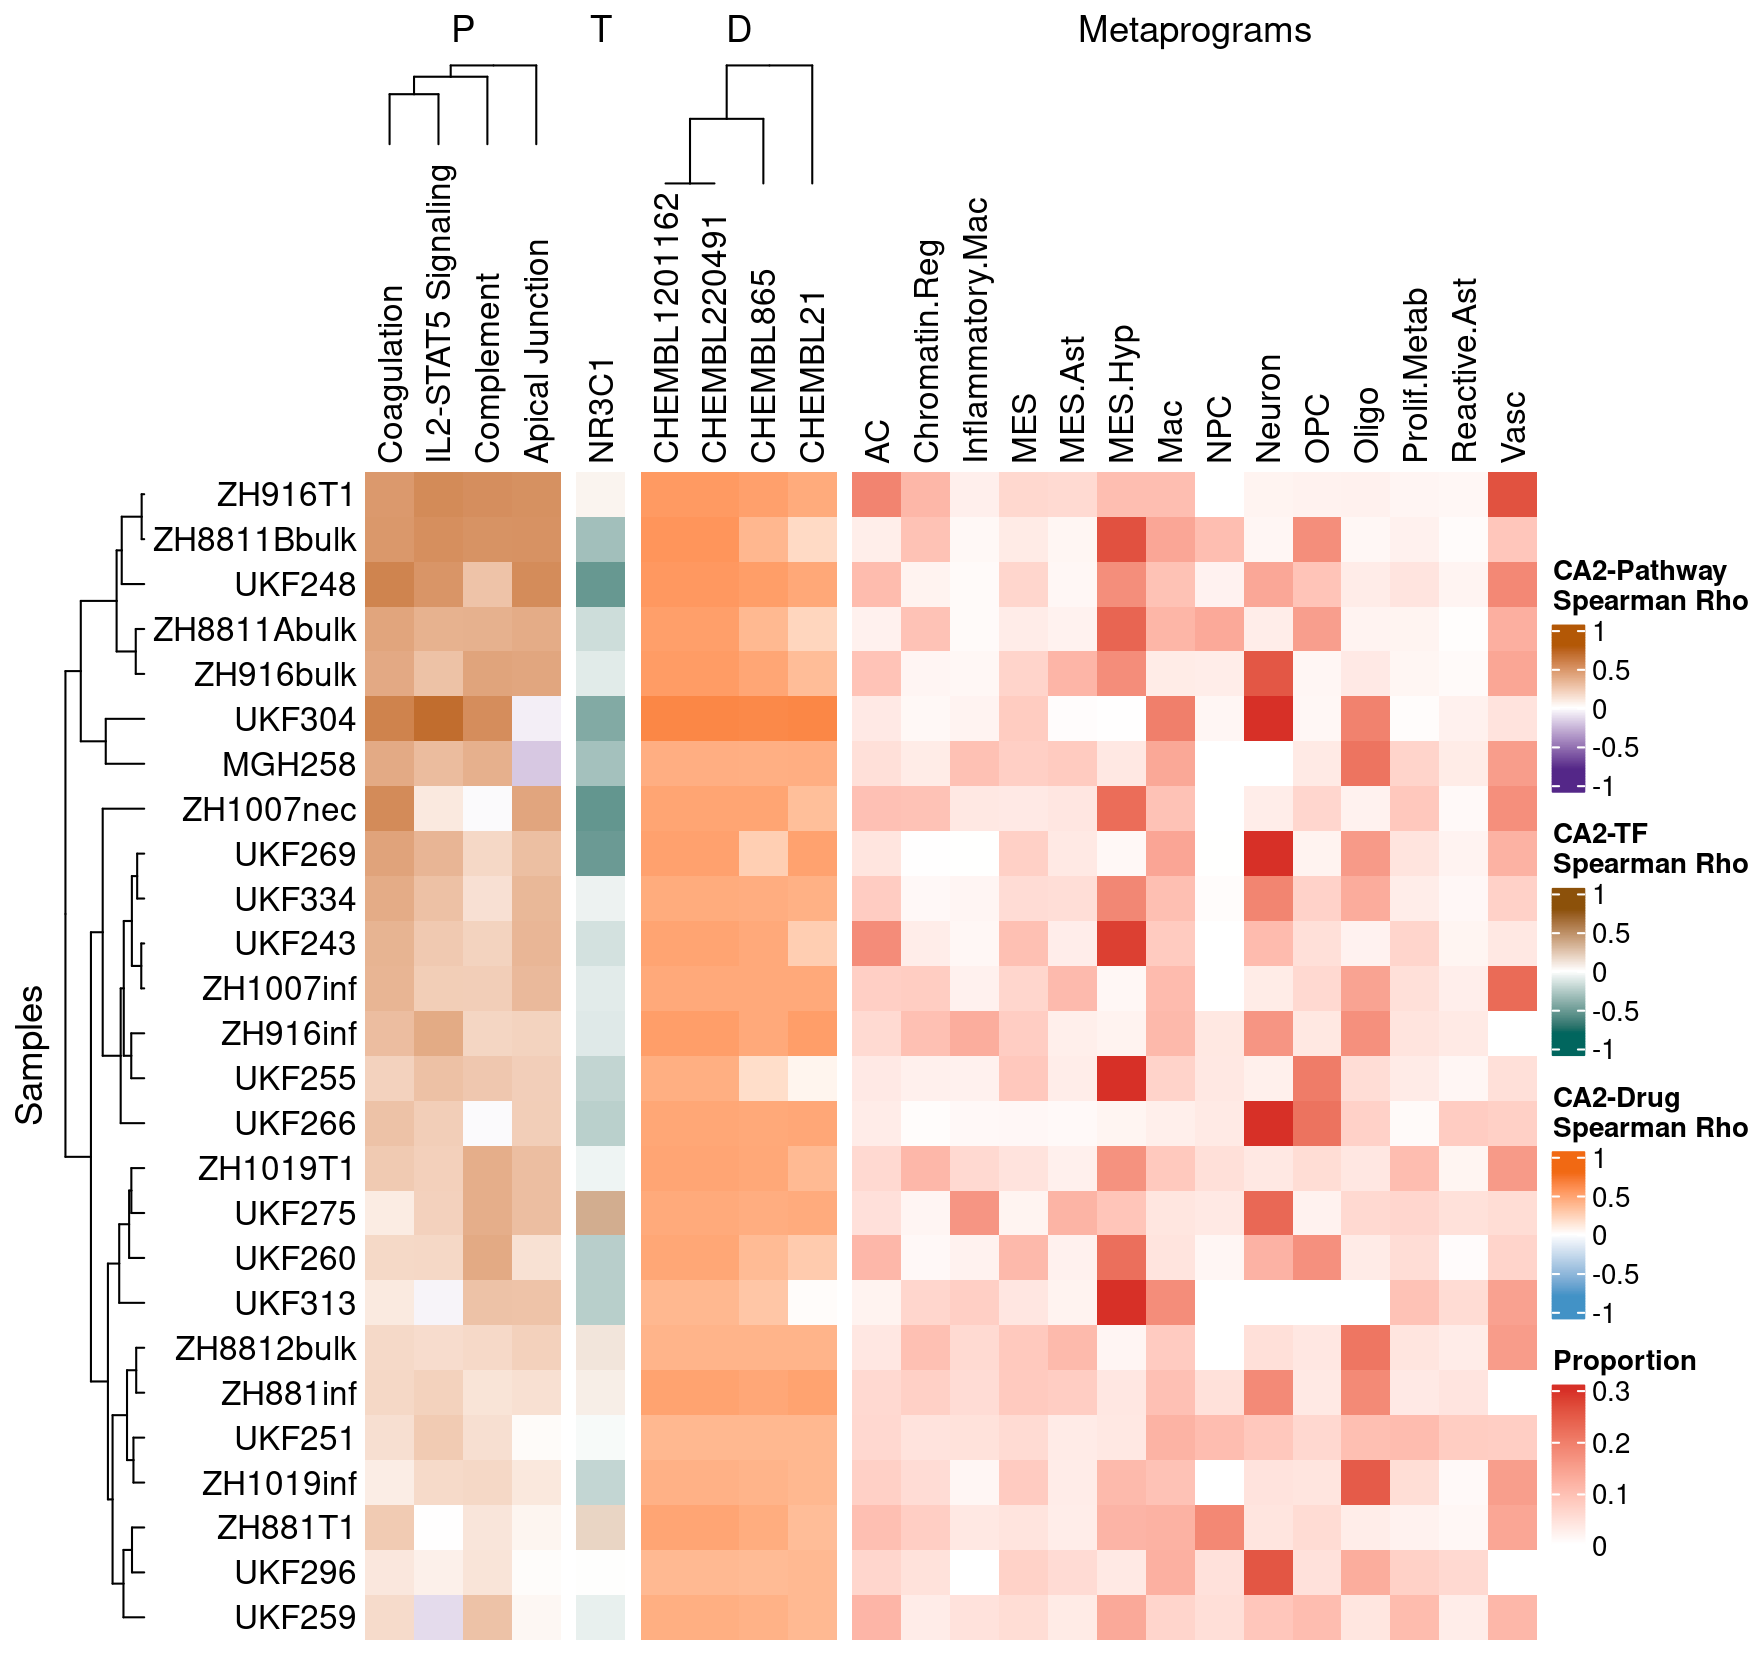 P T D Metaprograms
Coagulation
IL2-STAT5 Signaling
Complement
Apical Junction
NR3C1
CHEMBL1201162
CHEMBL220491
CHEMBL865
CHEMBL21
AC
Chromatin.Reg
Inflammatory.Mac
MES
MES.Ast
MES.Hyp
Mac
NPC
Neuron
OPC
Oligo
Prolif.Metab
Reactive.Ast
Vasc
Samples
ZH916T1
ZH8811Bbulk
UKF248
ZH8811Abulk
ZH916bulk
UKF304
MGH258
ZH1007nec
UKF269
UKF334
UKF243
ZH1007inf
ZH916inf
UKF255
UKF266
ZH1019T1
UKF275
UKF260
UKF313
ZH8812bulk
ZH881inf
UKF251
ZH1019inf
ZH881T1
UKF296
UKF259
CA2-Pathway
Spearman Rho
1
0.5
0
-0.5
-1
CA2-TF
Spearman Rho
1
0.5
0
-0.5
-1
CA2-Drug
Spearman Rho
1
0.5
0
-0.5
-1
Proportion
0.3
0.2
0.1
0